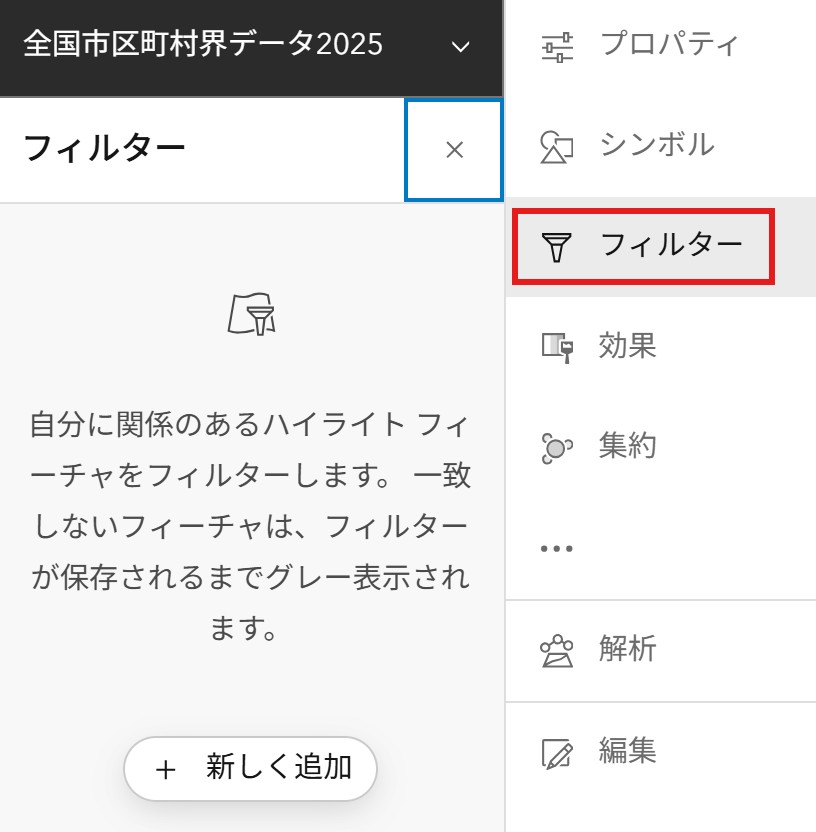 全国市区町村界データ2025
フィルター
自分に関係のあるハイライト フィ
ーチャをフィルターします。 一致
しないフィーチャは、フィルター
が保存されるまでグレー表示され
ます。
+ 新しく追加
プロパティ
シンボル
フィルター
効果
集約
...
解析
編集